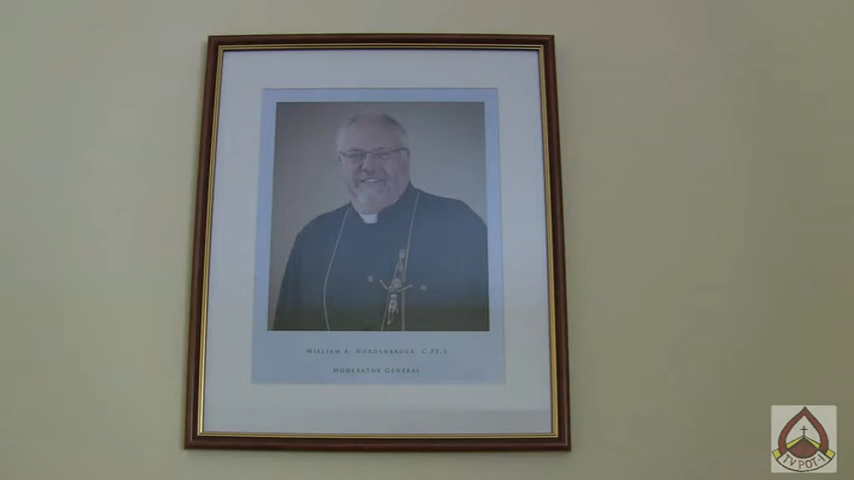 William A. Nordenbrock, C.PP.S.
Moderator General
TV POT-I